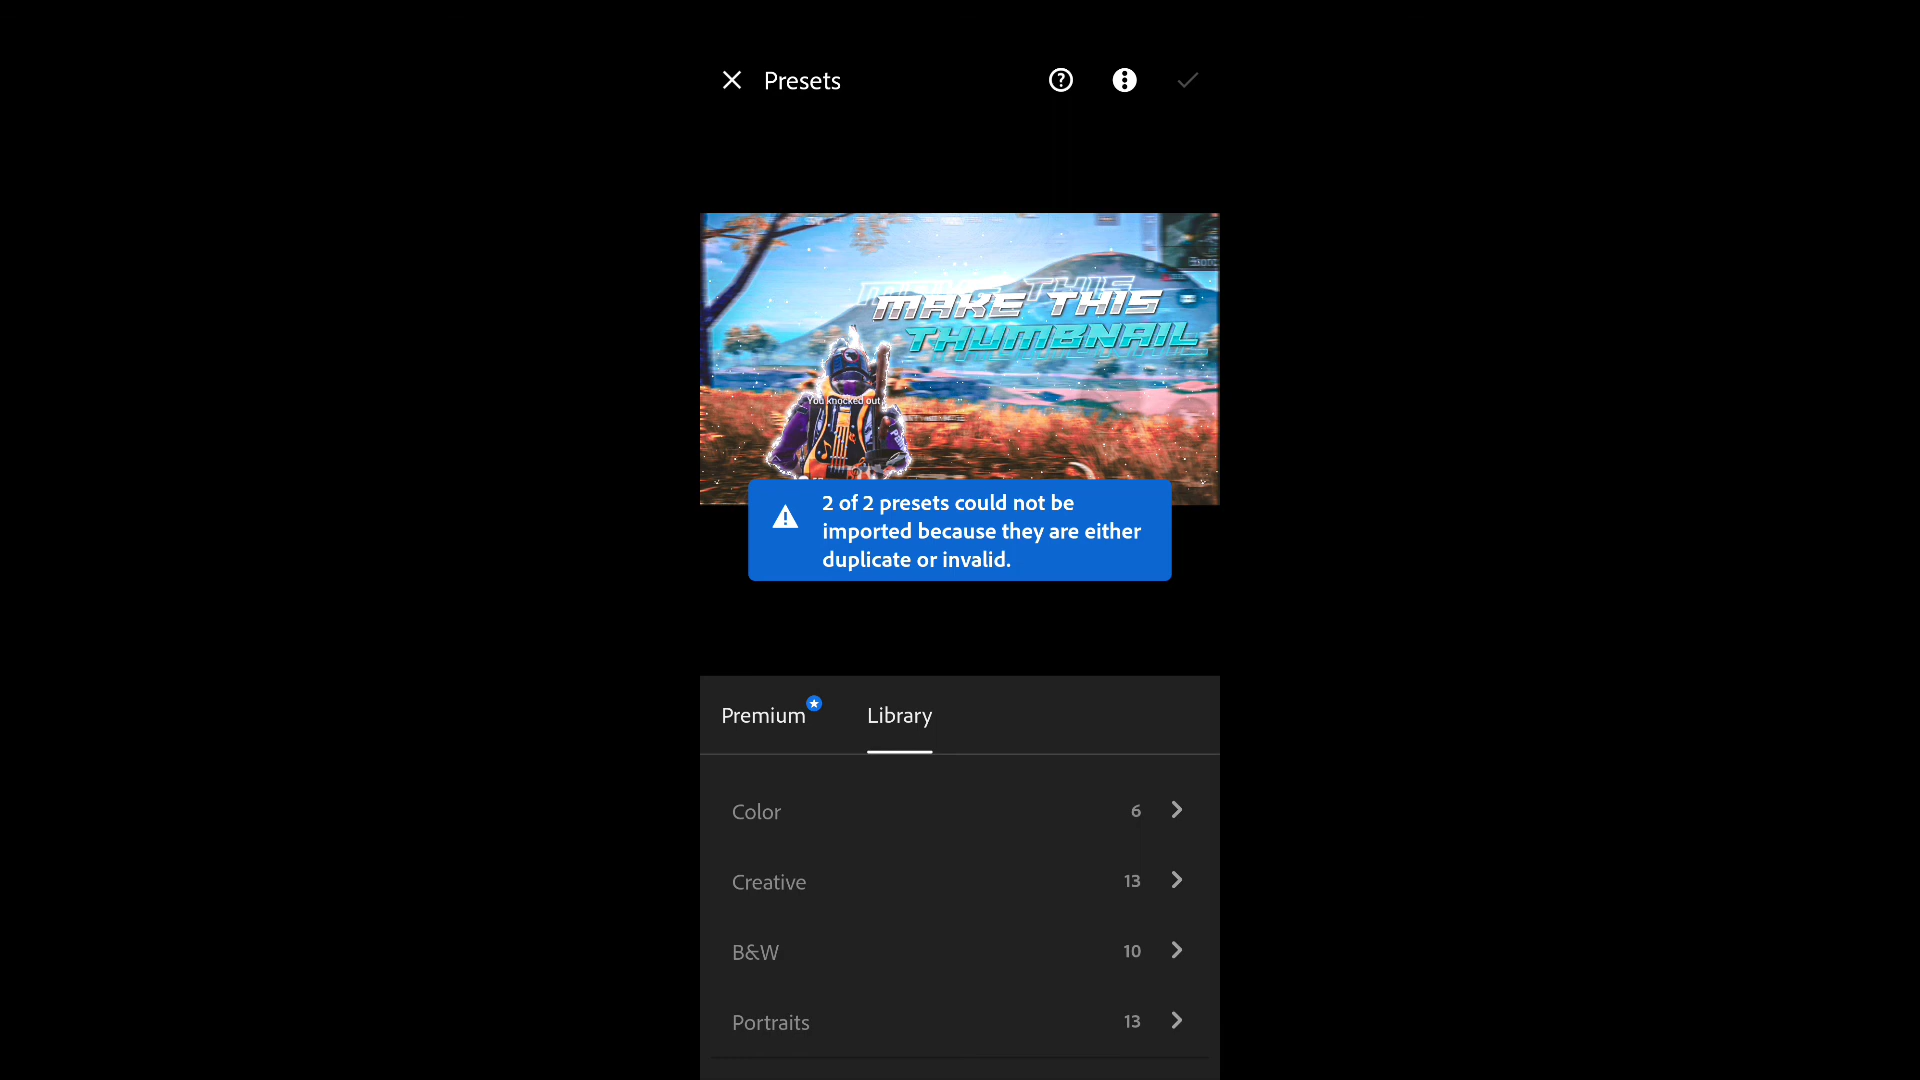 Presets
MAKE THIS
THUMBNAIL
You knocked out
2 of 2 presets could not be
imported because they are either
duplicate or invalid.
Premium
Library
Color 6
Creative 13
B&W 10
Portraits 13